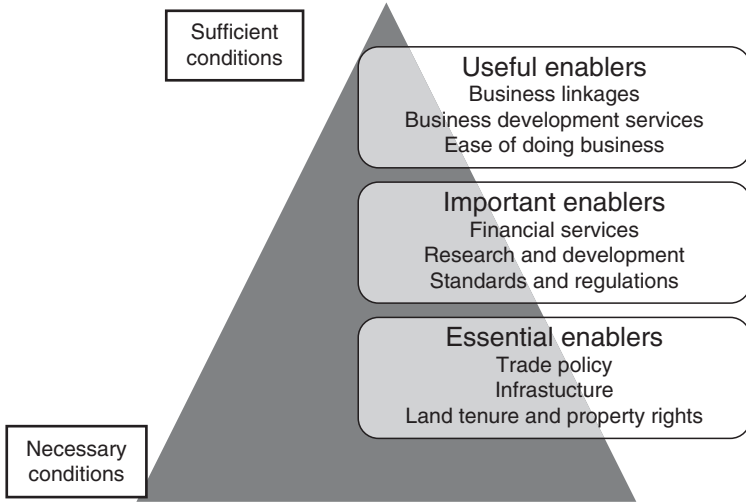 Sufficient
conditions
Useful enablers
Business linkages
Business development services
Ease of doing business
Important enablers
Financial services
Research and development
Standards and regulations
Essential enablers
Trade policy
Infrastucture
Land tenure and property rights
Necessary
conditions